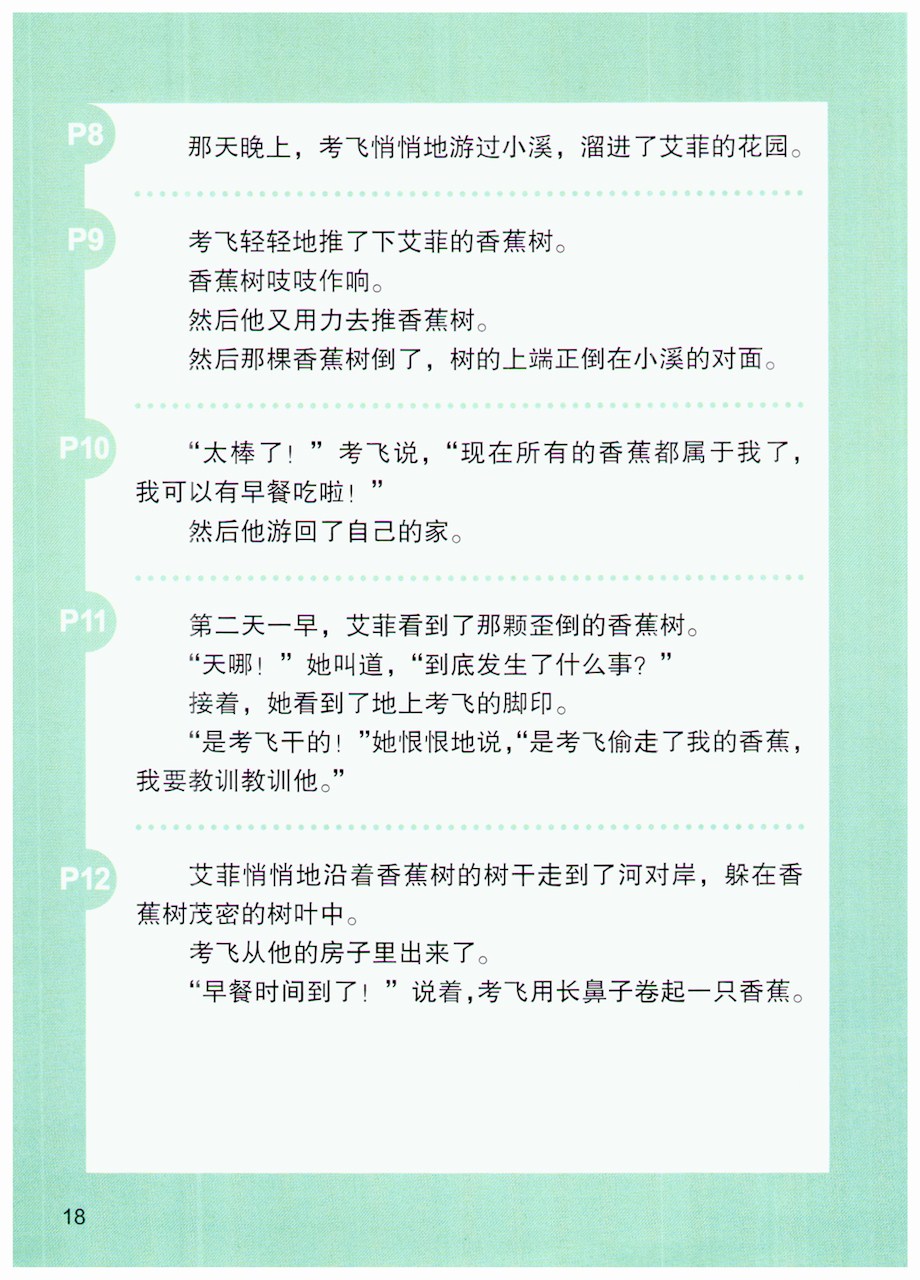 P8
那天晚上，考飞悄悄地游过小溪，溜进了艾菲的花园。
P9
考飞轻轻地推了下艾菲的香蕉树。
香蕉树吱吱作响。
然后他又用力去推香蕉树。
然后那棵香蕉树倒了，树的上端正倒在小溪的对面。
P10
“太棒了！”考飞说，“现在所有的香蕉都属于我了，
我可以有早餐吃啦！”
然后他游回了自己的家。
P11
第二天一早，艾菲看到了那颗歪倒的香蕉树。
“天哪！”她叫道，“到底发生了什么事？”
接着，她看到了地上考飞的脚印。
“是考飞干的！”她恨恨地说，“是考飞偷走了我的香蕉，
我要教训教训他。”
P12
艾菲悄悄地沿着香蕉树的树干走到了河对岸，躲在香
蕉树茂密的树叶中。
考飞从他的房子里出来了。
“早餐时间到了！”说着，考飞用长鼻子卷起一只香蕉。
18